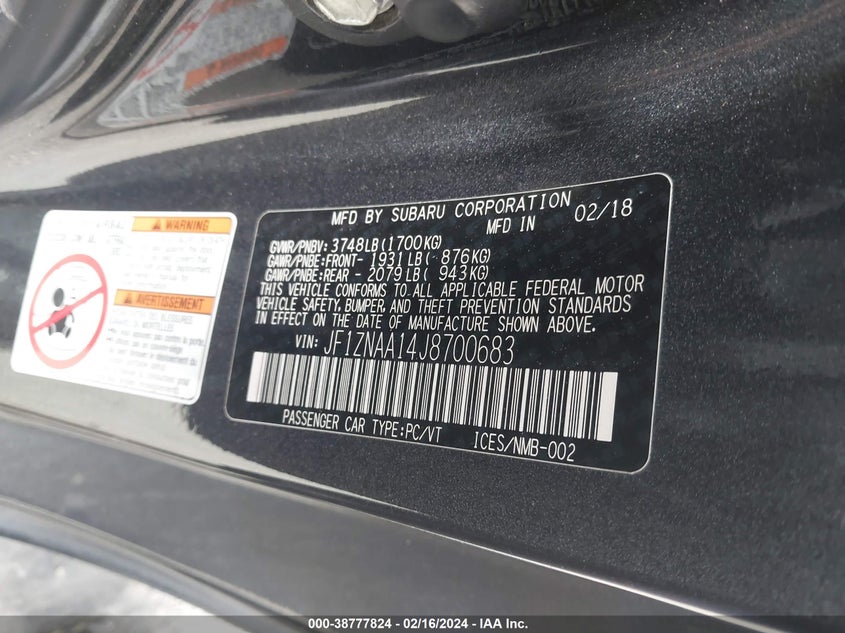 MFD BY SUBARU CORPORATION
MFD IN 02/18
GVWR/PNBV: 3748LB(1700KG)
GAWR/PNBE:FRONT- 1931LB( 876KG)
GAWR/PNBE:REAR - 2079LB( 943KG)
THIS VEHICLE CONFORMS TO ALL APPLICABLE FEDERAL MOTOR
VEHICLE SAFETY, BUMPER, AND THEFT PREVENTION STANDARDS
IN EFFECT ON THE DATE OF MANUFACTURE SHOWN ABOVE.
VIN: JF1ZNAA14J8700683
PASSENGER CAR TYPE:PC/VT ICES/NMB-002
WARNING
AVERTISSEMENT
000-38777824 - 02/16/2024 - IAA Inc.